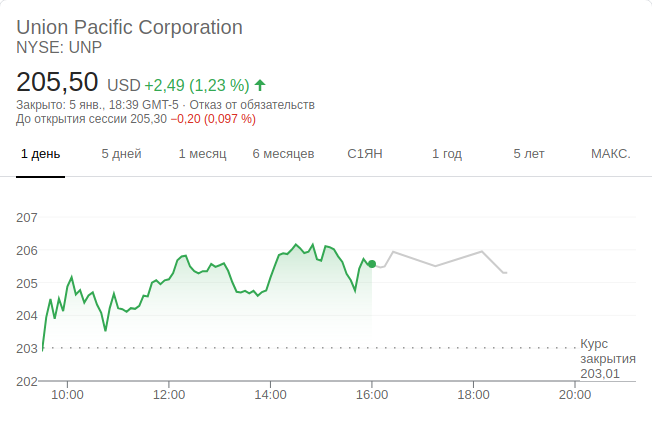 Union Pacific Corporation
NYSE: UNP
205,50 USD +2,49 (1,23 %)
Закрыто: 5 янв., 18:39 GMT-5 · Отказ от обязательств
До открытия сессии 205,30 −0,20 (0,097 %)
1 день 5 дней 1 месяц 6 месяцев С1ЯН 1 год 5 лет МАКС.
207
206
205
204
203
Курс
закрытия
203,01
202
10:00 12:00 14:00 16:00 18:00 20:00